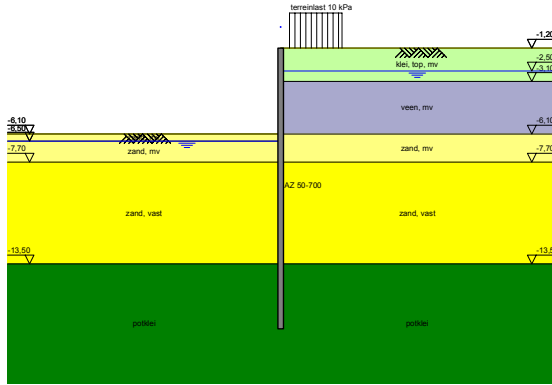 terreinlast 10 kPa
-1,20
-2,50
klei, top, mv
-3,10
veen, mv
-6,10
-6,10
-6,50
zand, mv
zand, mv
-7,70
-7,70
AZ 50-700
zand, vast
zand, vast
-13,50
-13,5
potklei
potklei